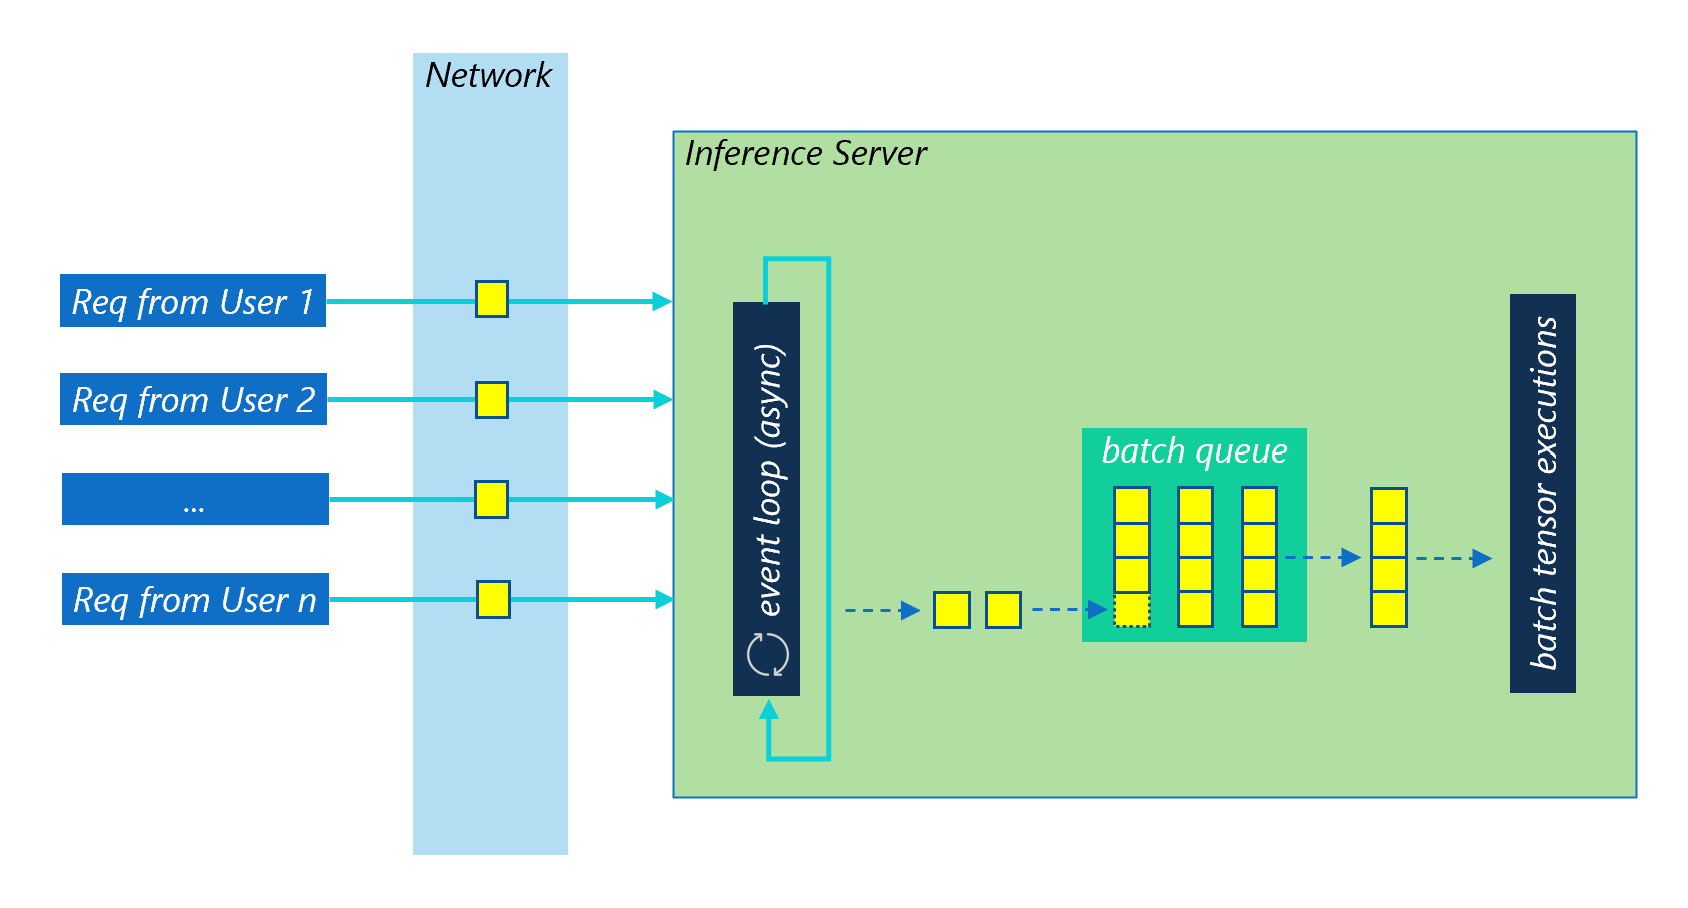 Network
Inference Server
Req from User 1
Req from User 2
...
Req from User n
event loop (async)
batch queue
batch tensor executions